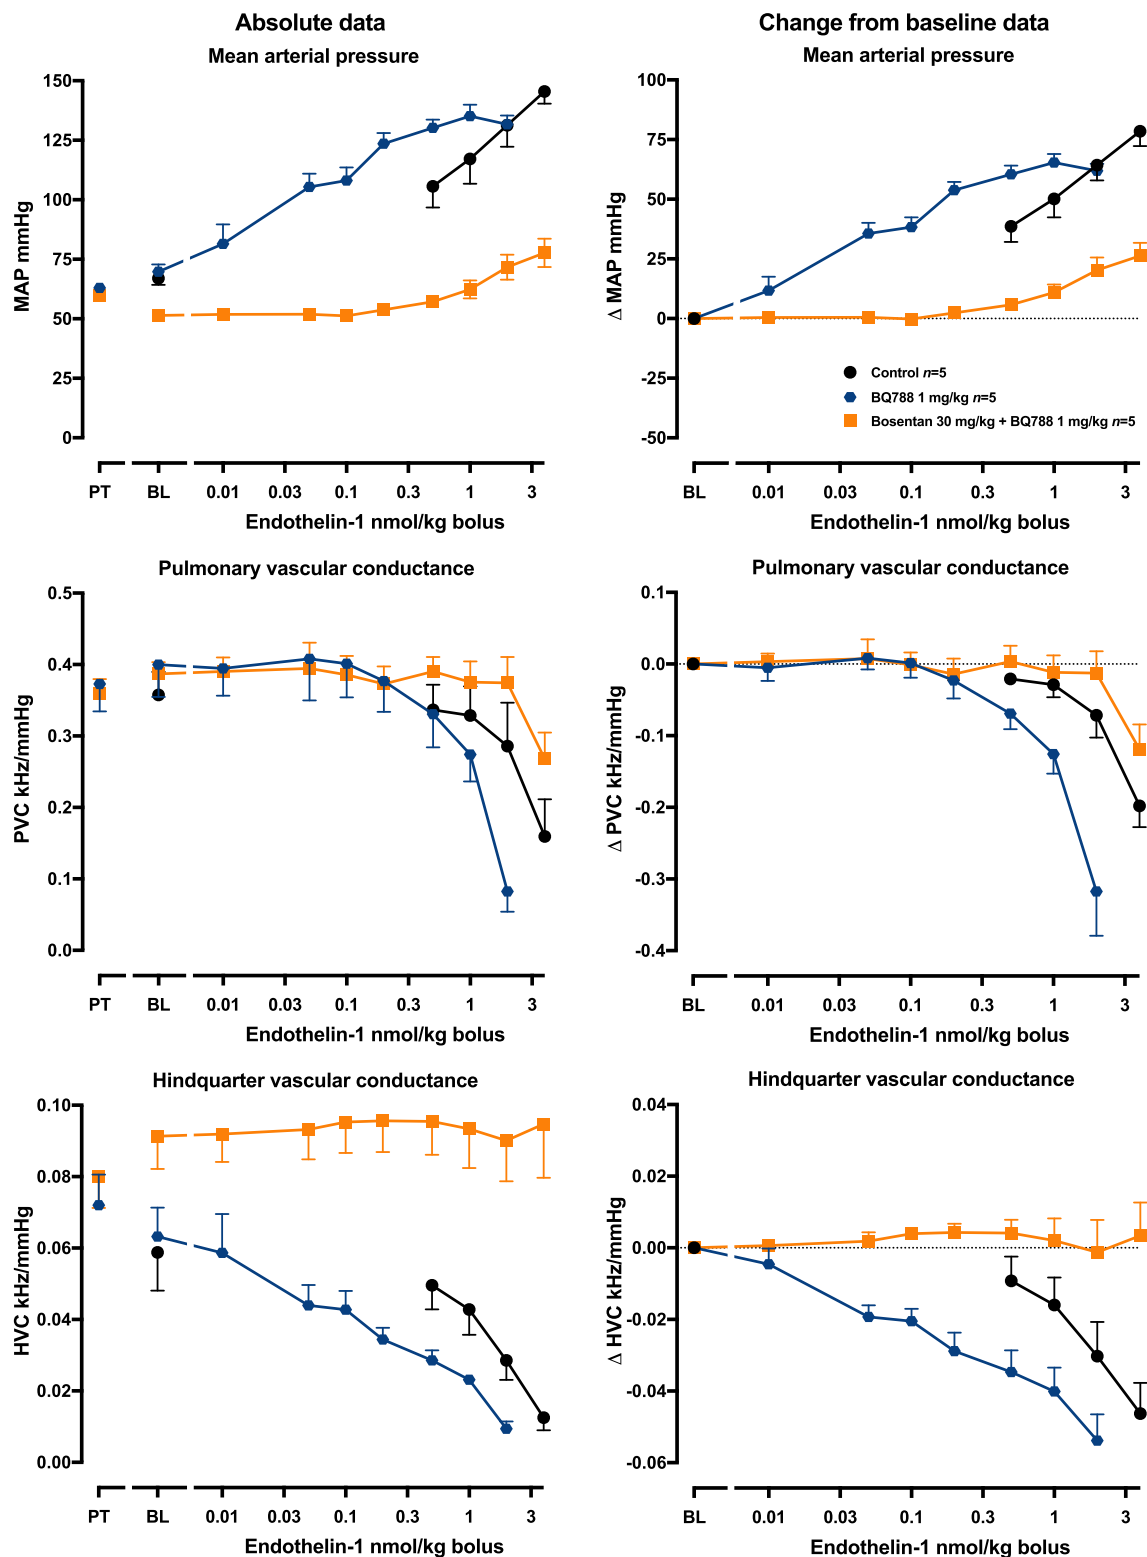 Absolute data
Change from baseline data
Mean arterial pressure
MAP mmHg
150
125
100
75
50
25
0
PT BL 0.01 0.03 0.1 0.3 1 3
Endothelin-1 nmol/kg bolus
Mean arterial pressure
Δ MAP mmHg
100
75
50
25
0
-25
-50
Control n=5
BQ788 1 mg/kg n=5
Bosentan 30 mg/kg + BQ788 1 mg/kg n=5
BL 0.01 0.03 0.1 0.3 1 3
Endothelin-1 nmol/kg bolus
Pulmonary vascular conductance
PVC kHz/mmHg
0.5
0.4
0.3
0.2
0.1
0.0
PT BL 0.01 0.03 0.1 0.3 1 3
Endothelin-1 nmol/kg bolus
Pulmonary vascular conductance
Δ PVC kHz/mmHg
0.1
0.0
-0.1
-0.2
-0.3
-0.4
BL 0.01 0.03 0.1 0.3 1 3
Endothelin-1 nmol/kg bolus
Hindquarter vascular conductance
HVC kHz/mmHg
0.10
0.08
0.06
0.04
0.02
0.00
PT BL 0.01 0.03 0.1 0.3 1 3
Endothelin-1 nmol/kg bolus
Hindquarter vascular conductance
Δ HVC kHz/mmHg
0.04
0.02
0.00
-0.02
-0.04
-0.06
BL 0.01 0.03 0.1 0.3 1 3
Endothelin-1 nmol/kg bolus